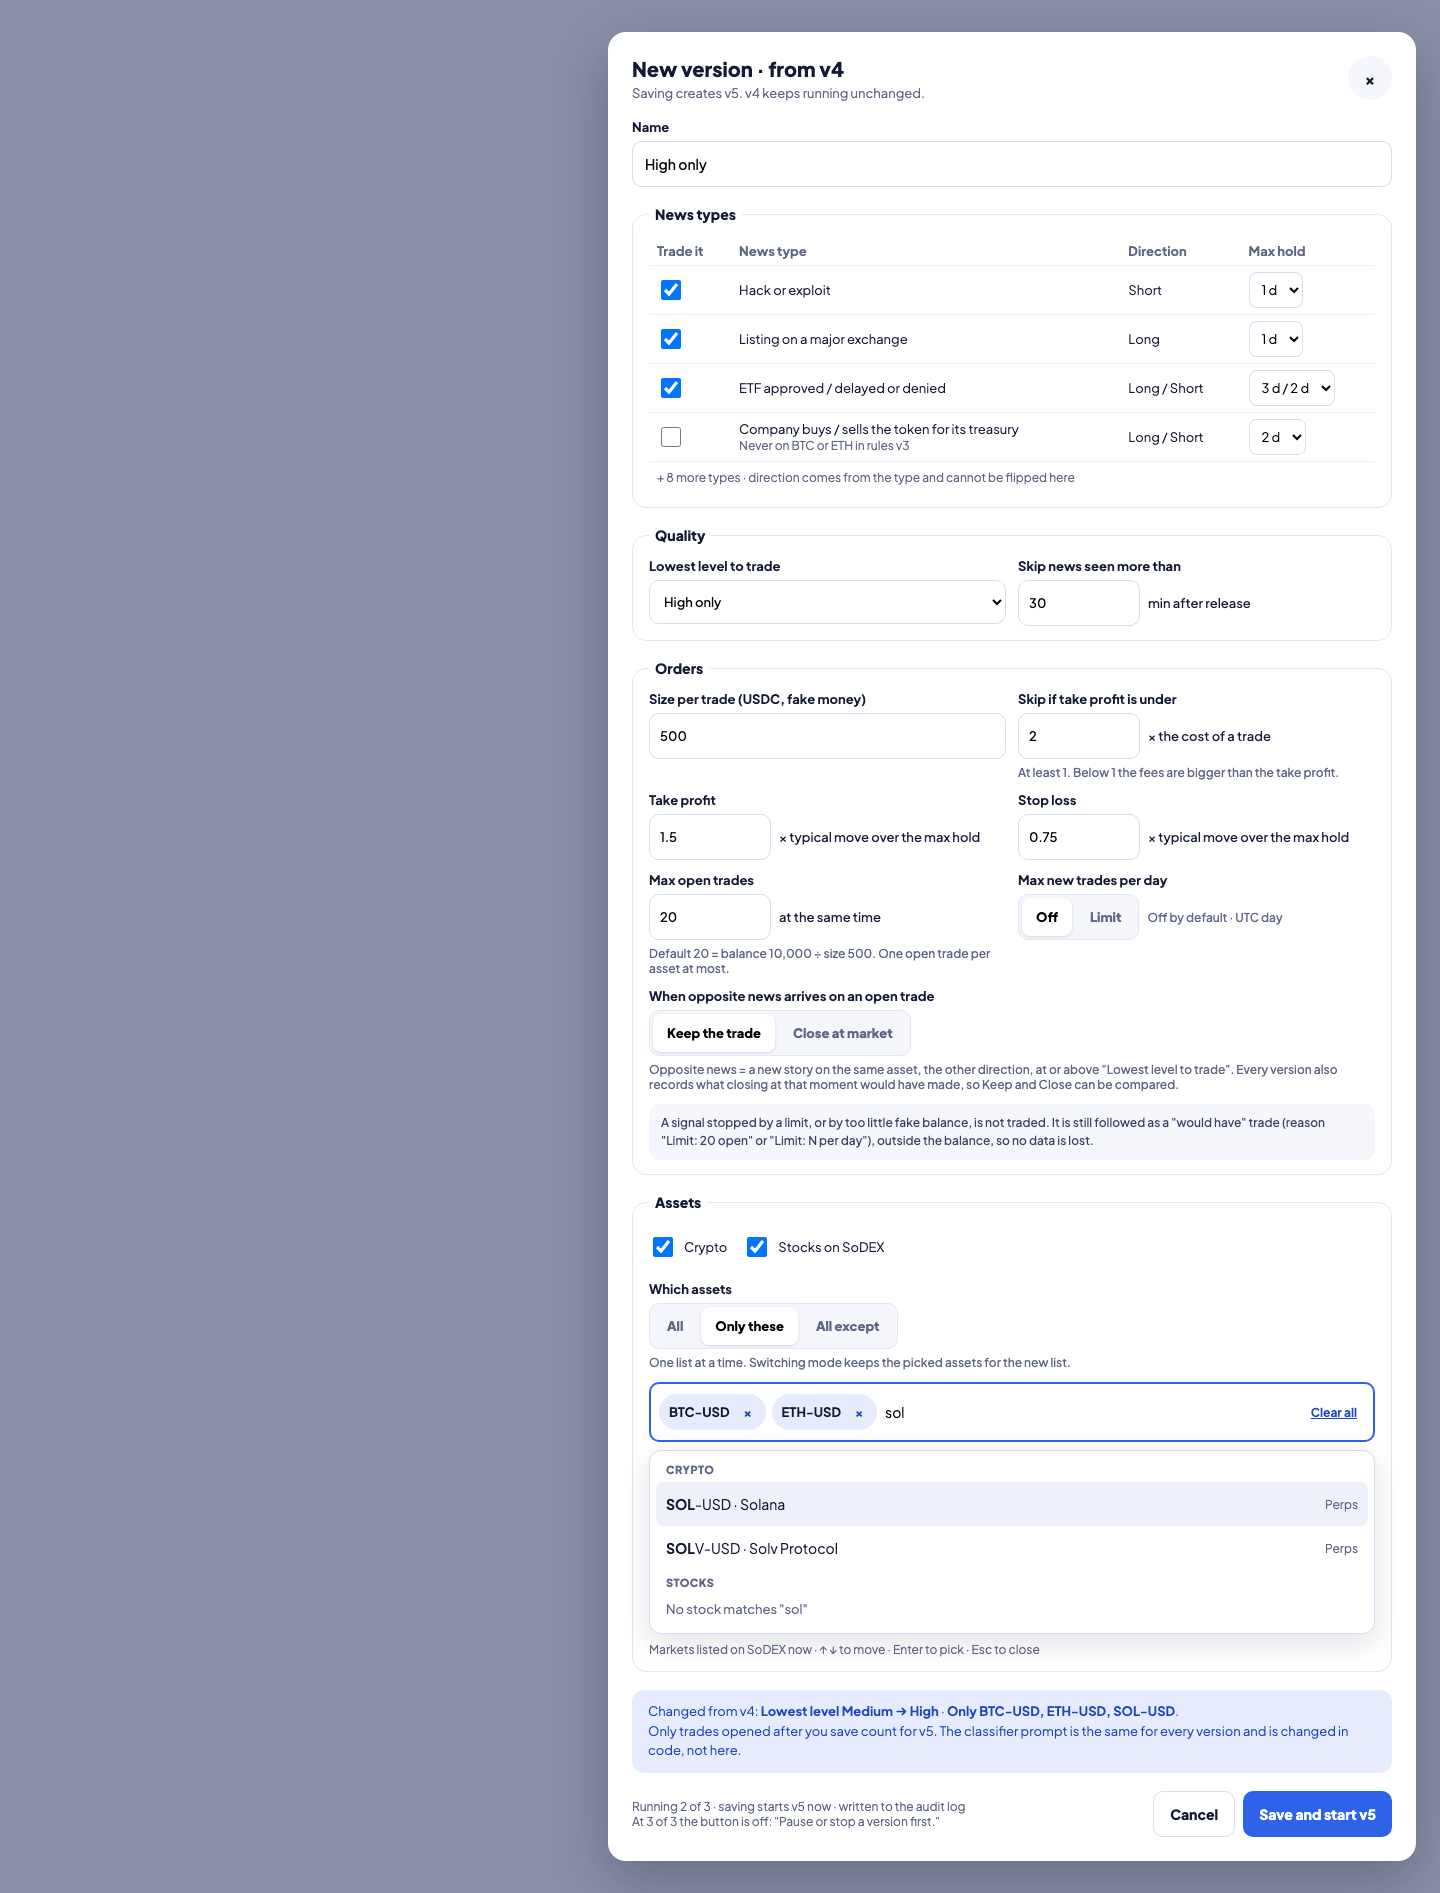 New version · from v4
×
Saving creates v5. v4 keeps running unchanged.
Name
High only
News types
Trade it News type Direction Max hold
Hack or exploit Short 1 d
Listing on a major exchange Long 1 d
ETF approved / delayed or denied Long / Short 3 d / 2 d
Company buys / sells the token for its treasury Long / Short 2 d
Never on BTC or ETH in rules v3
+ 8 more types · direction comes from the type and cannot be flipped here
Quality
Lowest level to trade Skip news seen more than
High only 30 min after release
Orders
Size per trade (USDC, fake money) Skip if take profit is under
500 2 × the cost of a trade
At least 1. Below 1 the fees are bigger than the take profit.
Take profit Stop loss
1.5 × typical move over the max hold 0.75 × typical move over the max hold
Max open trades Max new trades per day
20 at the same time Off Limit Off by default · UTC day
Default 20 = balance 10,000 ÷ size 500. One open trade per
asset at most.
When opposite news arrives on an open trade
Keep the trade Close at market
Opposite news = a new story on the same asset, the other direction, at or above "Lowest level to trade". Every version also
records what closing at that moment would have made, so Keep and Close can be compared.
A signal stopped by a limit, or by too little fake balance, is not traded. It is still followed as a "would have" trade (reason
"Limit: 20 open" or "Limit: N per day"), outside the balance, so no data is lost.
Assets
Crypto Stocks on SoDEX
Which assets
All Only these All except
One list at a time. Switching mode keeps the picked assets for the new list.
BTC-USD × ETH-USD × sol Clear all
CRYPTO
SOL-USD · Solana Perps
SOLV-USD · Solv Protocol Perps
STOCKS
No stock matches "sol"
Markets listed on SoDEX now · ↑ ↓ to move · Enter to pick · Esc to close
Changed from v4: Lowest level Medium → High · Only BTC-USD, ETH-USD, SOL-USD.
Only trades opened after you save count for v5. The classifier prompt is the same for every version and is changed in
code, not here.
Running 2 of 3 · saving starts v5 now · written to the audit log
At 3 of 3 the button is off: "Pause or stop a version first."
Cancel Save and start v5